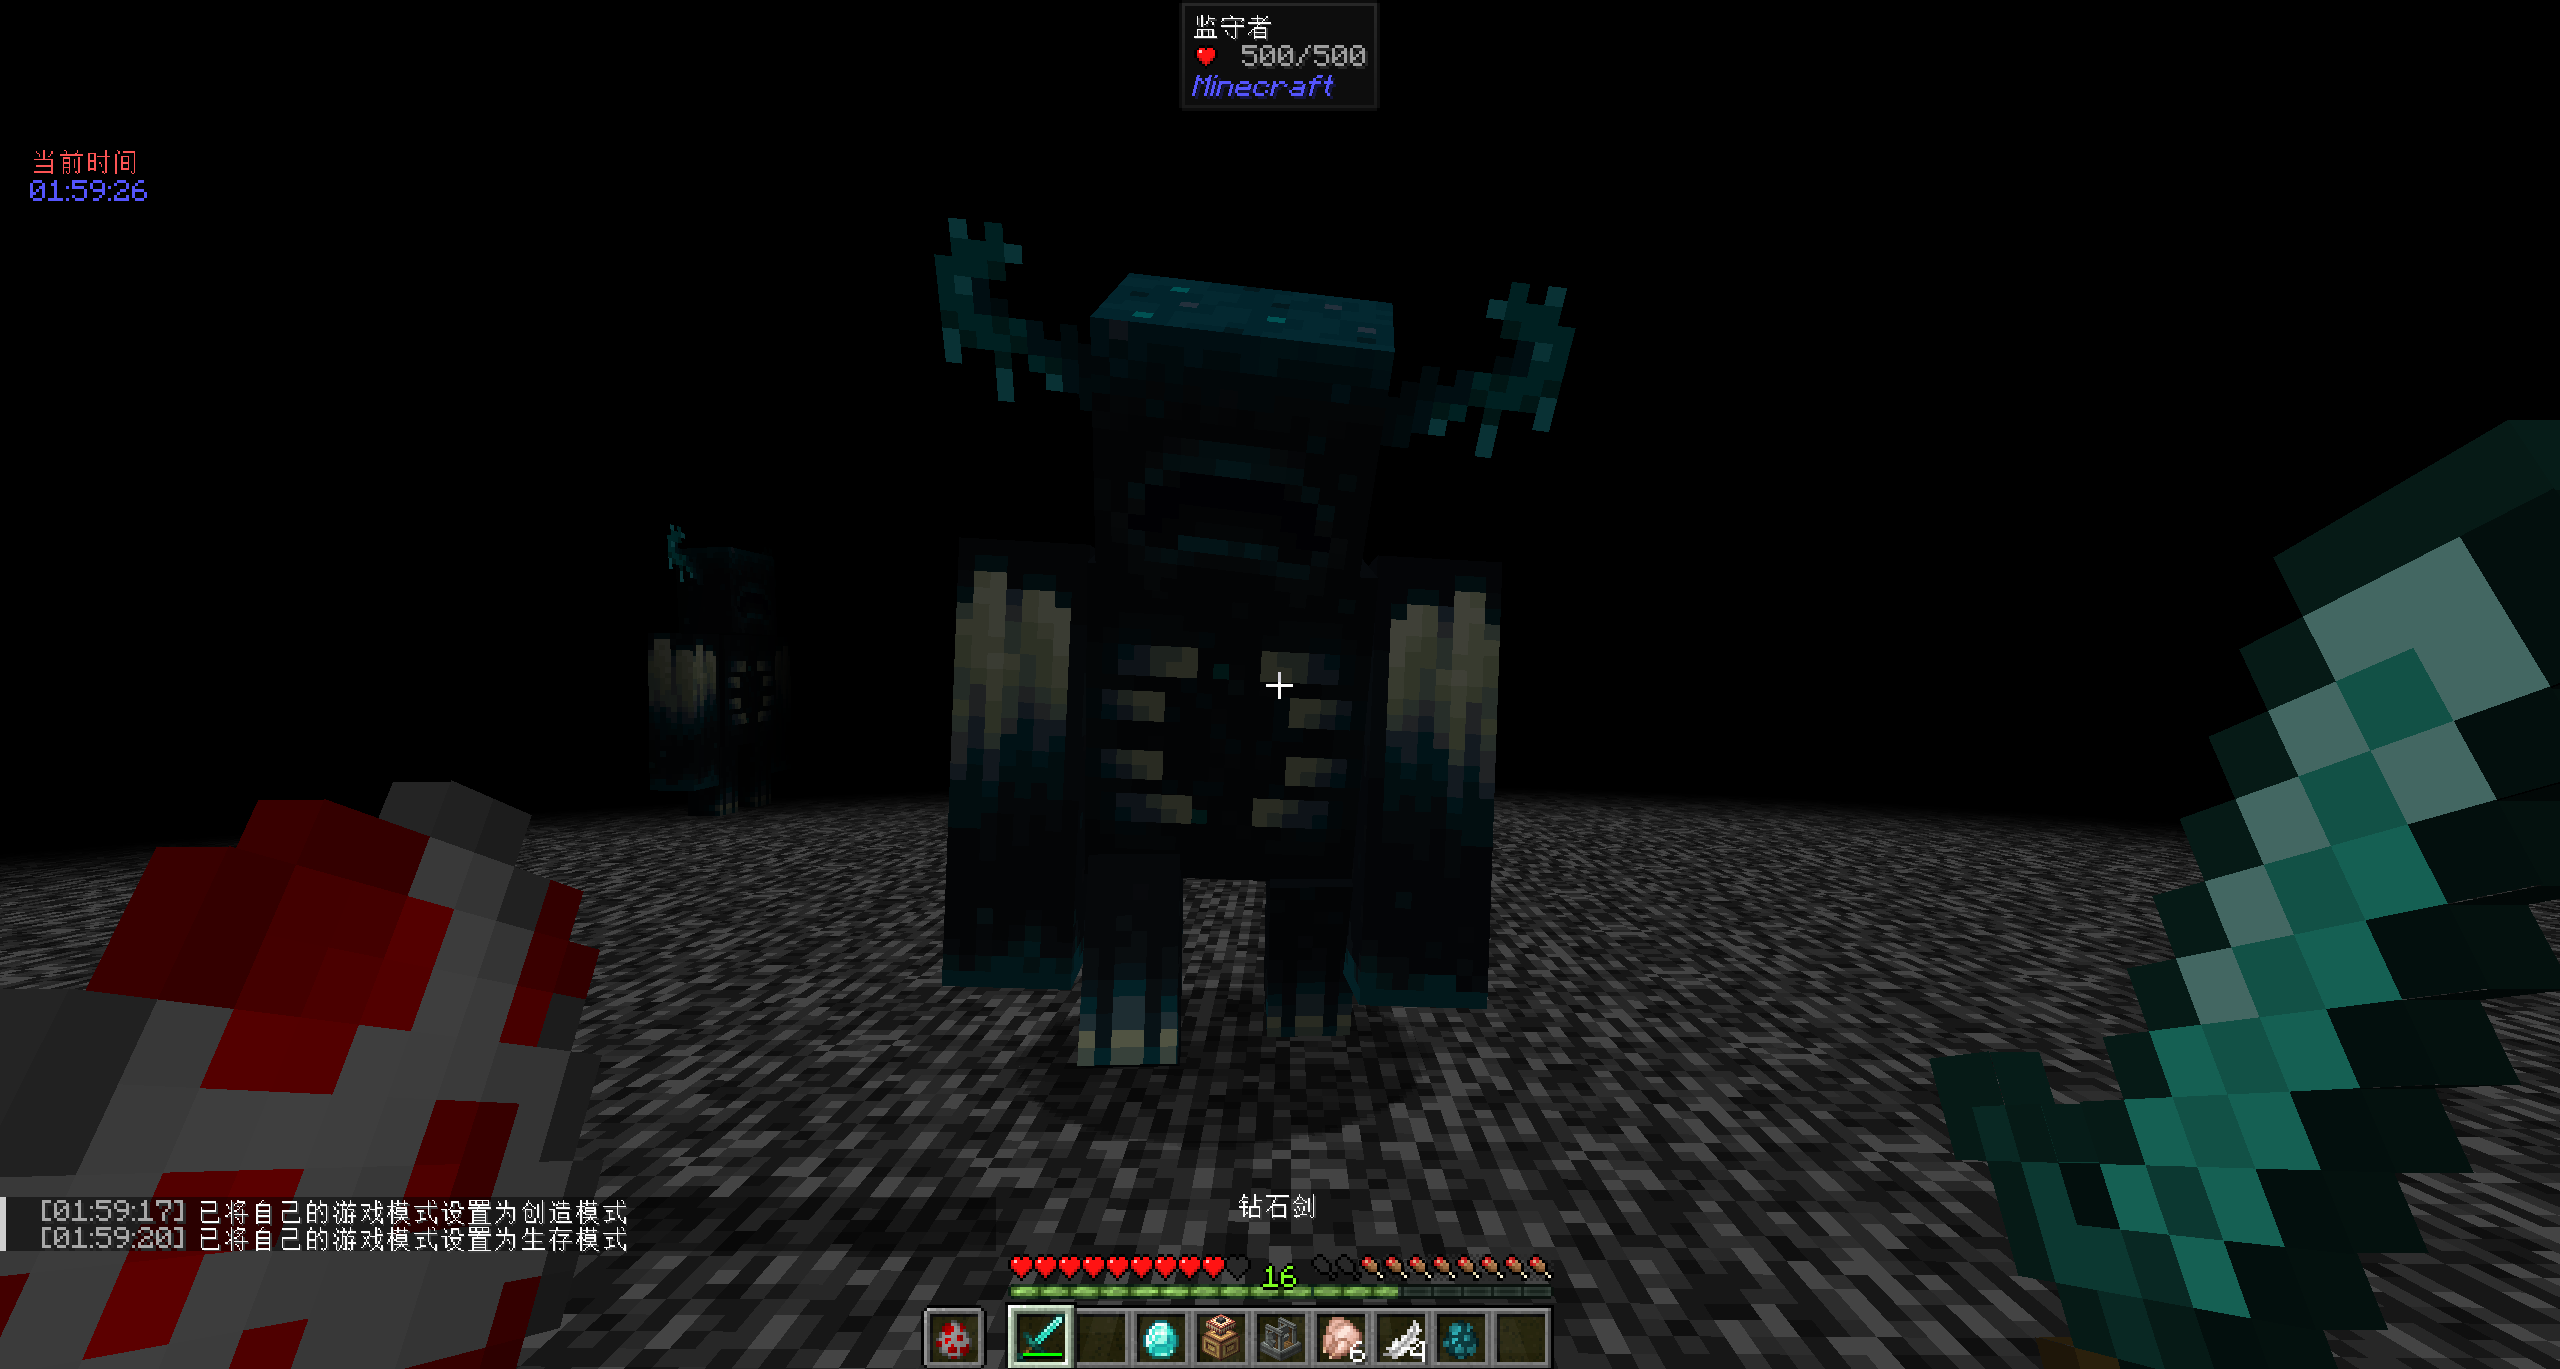 监守者
500/500
Minecraft
当前时间
01:59:26
[01:59:17] 已将自己的游戏模式设置为创造模式
[01:59:20] 已将自己的游戏模式设置为生存模式
钻石剑
16
6
4